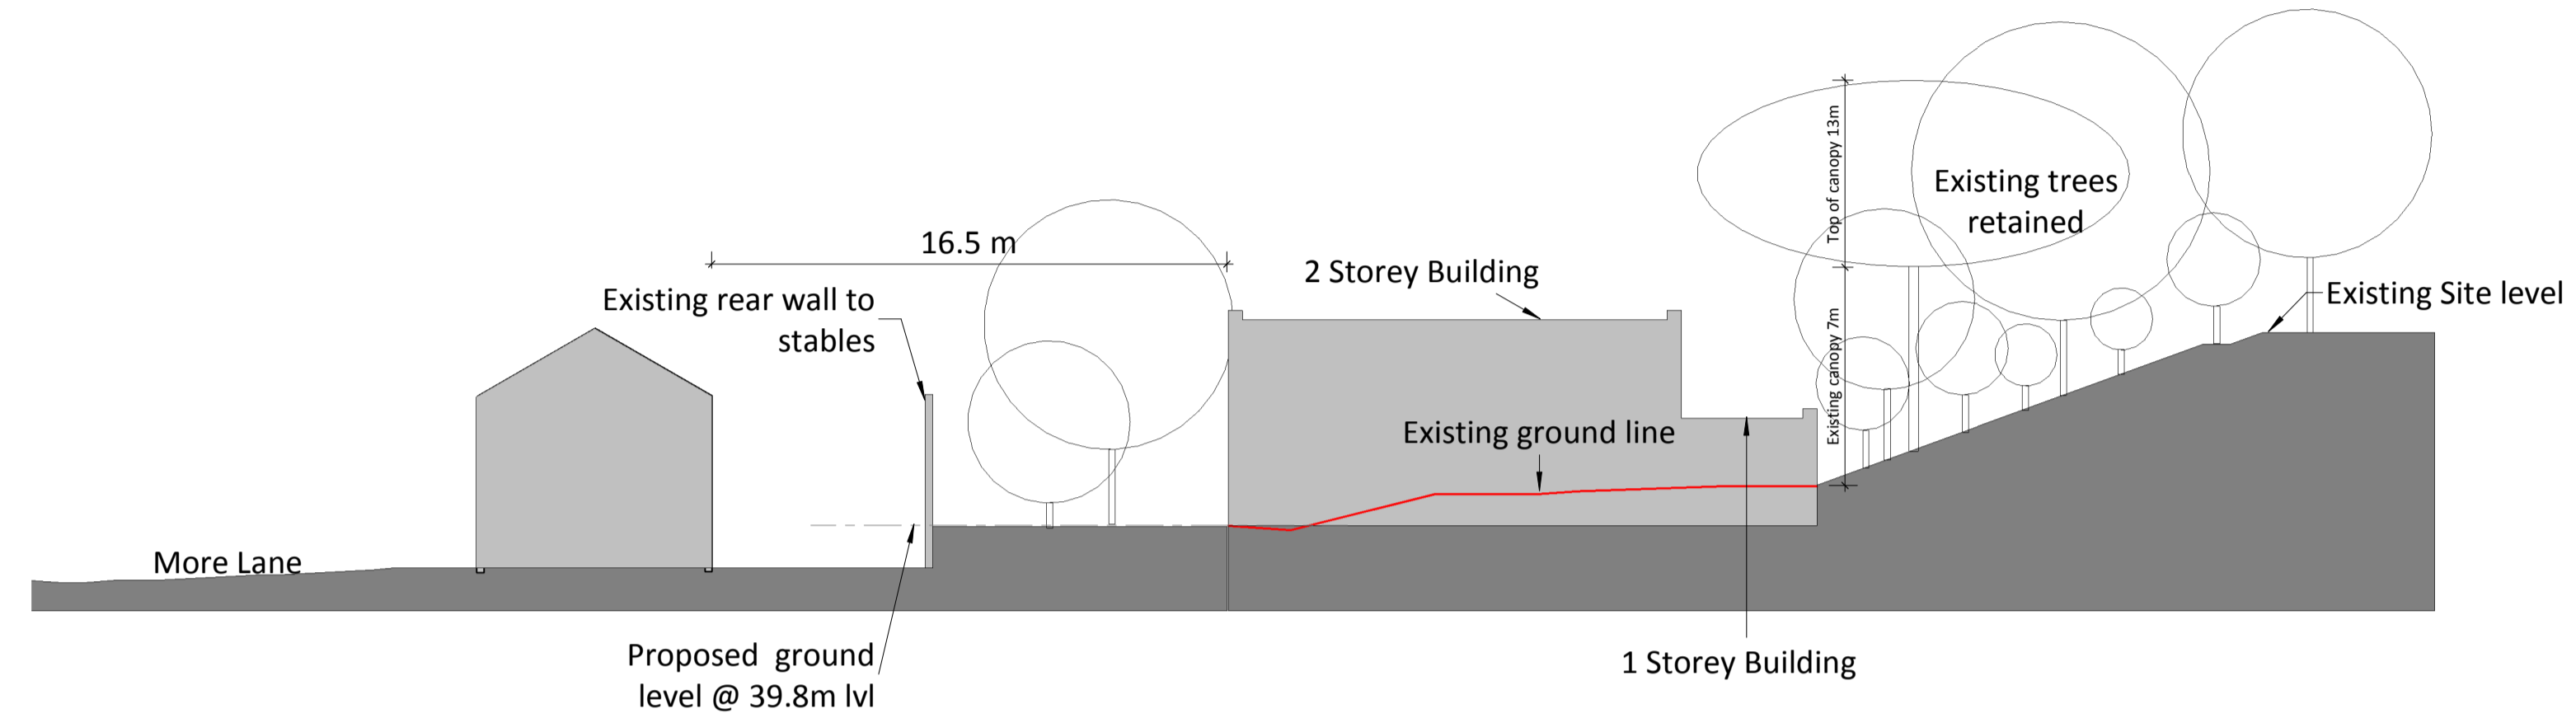 Top of canopy 13m
Existing trees
retained
16.5 m
2 Storey Building
Existing rear wall to
stables
Existing Site level
Existing canopy 7m
Existing ground line
More Lane
Proposed  ground
level @ 39.8m lvl
1 Storey Building